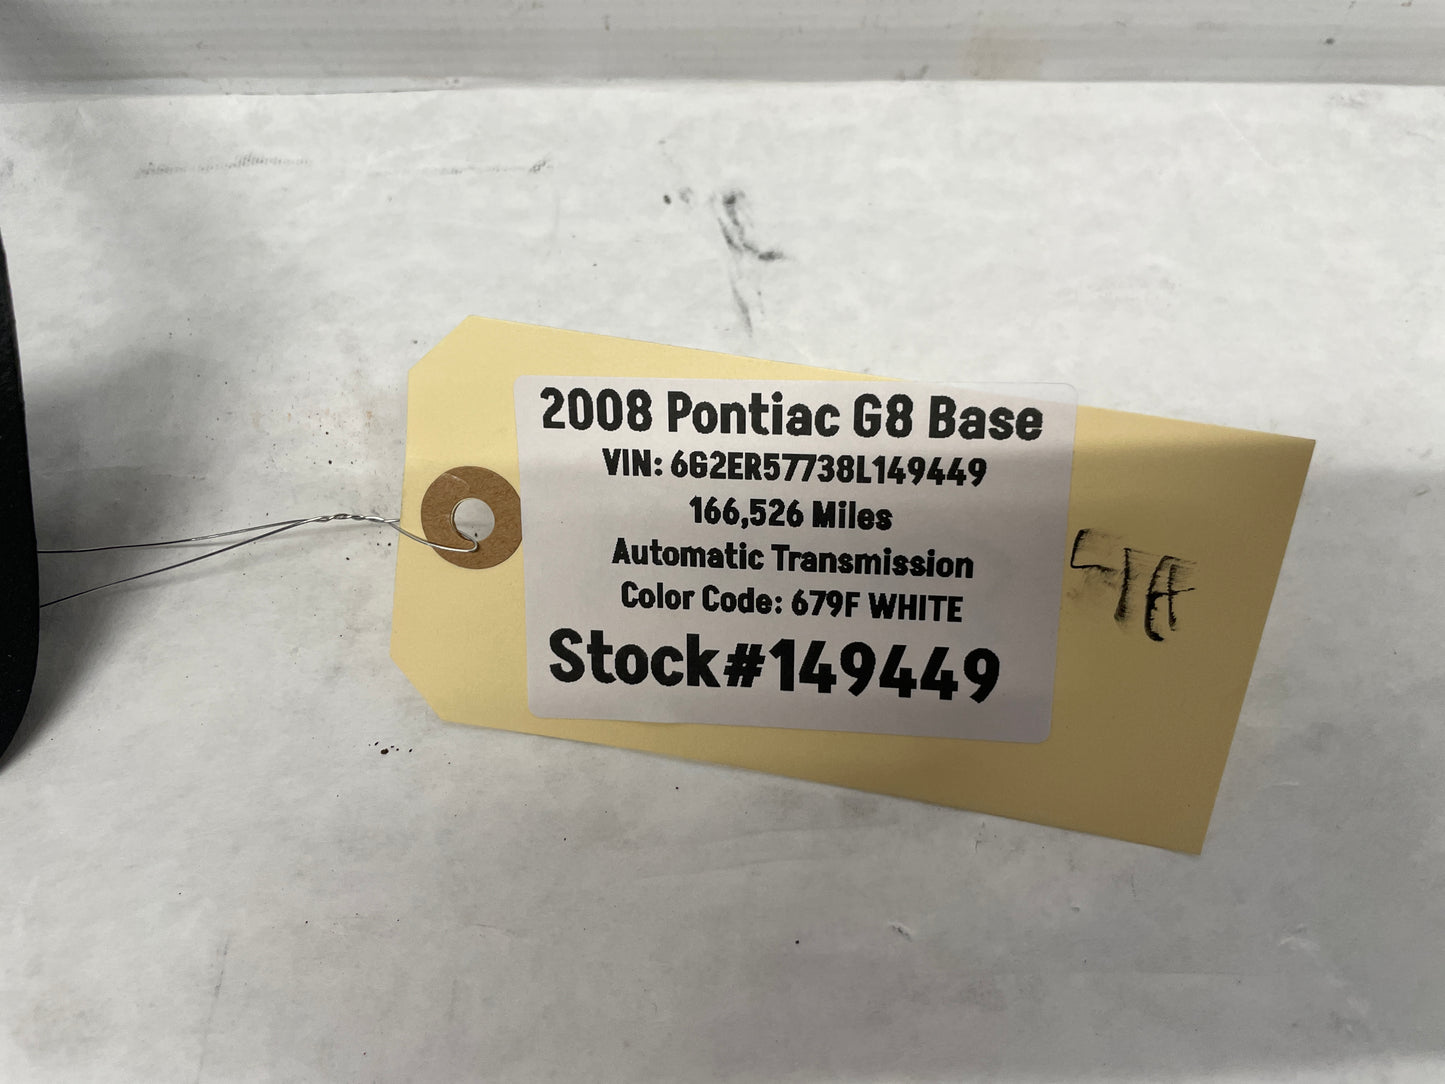 2008 Pontiac G8 Base
VIN: 6G2ER57738L149449
166,526 Miles
Automatic Transmission
Color Code: 679F WHITE
Stock#149449